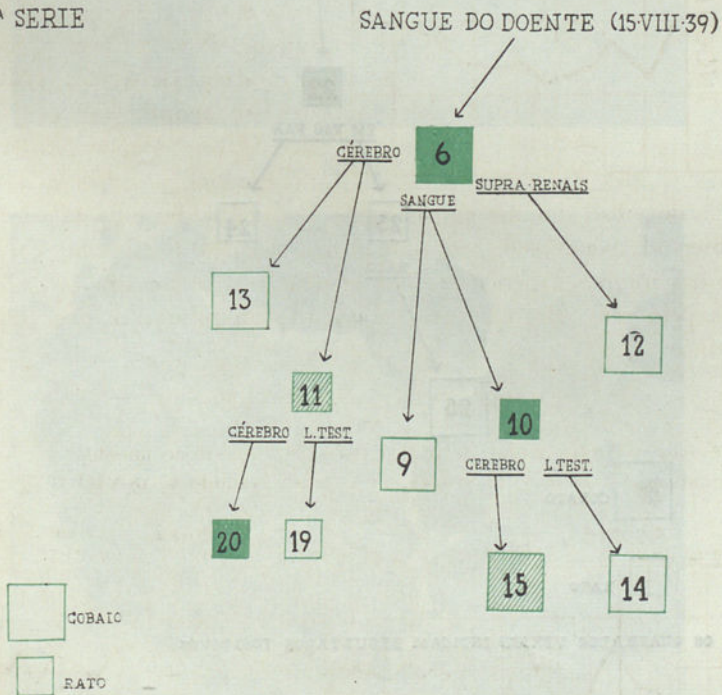 A SERIE
SANGUE DO DOENTE (15·VIII·39)
6
CÉREBRO
SANGUE
SUPRA-RENAIS
13
12
11
10
CÉREBRO L.TEST.
9
CEREBRO L.TEST.
20
19
15
14
COBAIO
RATO